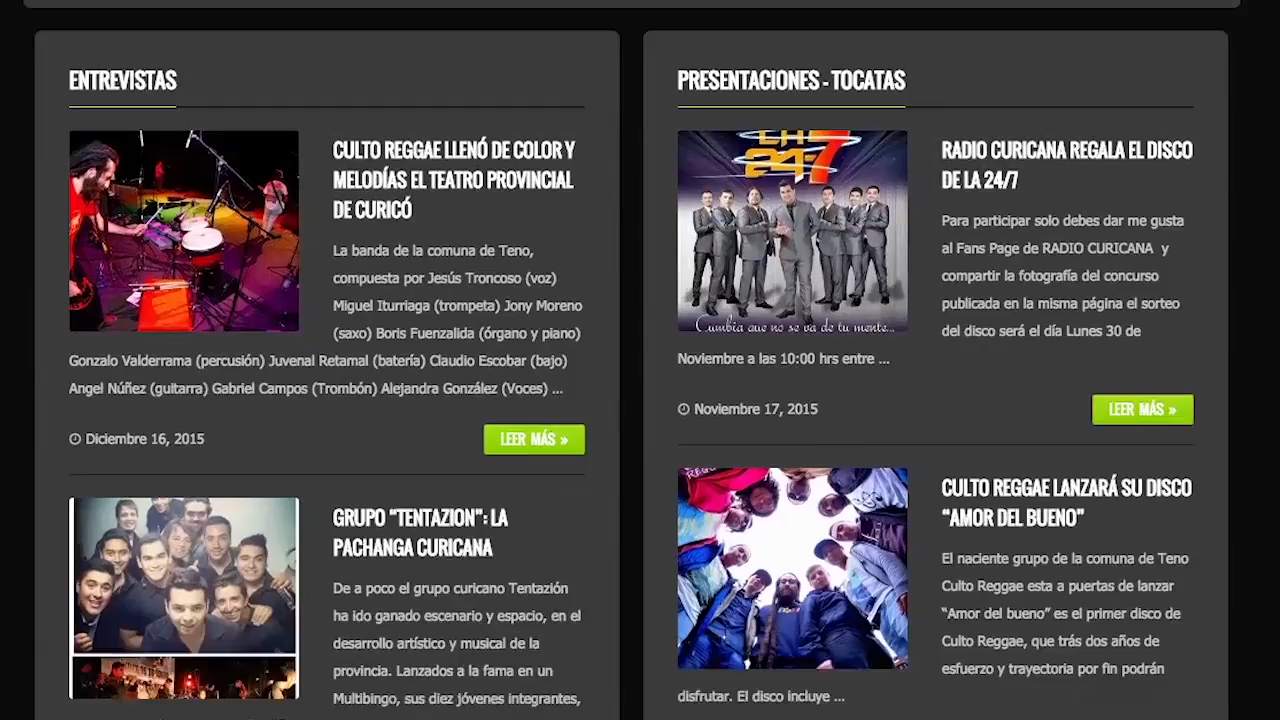 ENTREVISTAS
CULTO REGGAE LLENÓ DE COLOR Y
MELODÍAS EL TEATRO PROVINCIAL
DE CURICÓ
La banda de la comuna de Teno,
compuesta por Jesús Troncoso (voz)
Miguel Iturriaga (trompeta) Jony Moreno
(saxo) Boris Fuenzalida (órgano y piano)
Gonzalo Valderrama (percusión) Juvenal Retamal (batería) Claudio Escobar (bajo)
Angel Núñez (guitarra) Gabriel Campos (Trombón) Alejandra González (Voces) ...
Diciembre 16, 2015
LEER MÁS »
GRUPO “TENTAZION”: LA
PACHANGA CURICANA
De a poco el grupo curicano Tentazión
ha ido ganado escenario y espacio, en el
desarrollo artístico y musical de la
provincia. Lanzados a la fama en un
Multibingo, sus diez jóvenes integrantes,
PRESENTACIONES - TOCATAS
LA
24-7
Cumbia que no se va de tu mente...
RADIO CURICANA REGALA EL DISCO
DE LA 24/7
Para participar solo debes dar me gusta
al Fans Page de RADIO CURICANA y
compartir la fotografía del concurso
publicada en la misma página el sorteo
del disco será el día Lunes 30 de
Noviembre a las 10:00 hrs entre ...
Noviembre 17, 2015
LEER MÁS »
CULTO REGGAE LANZARÁ SU DISCO
“AMOR DEL BUENO”
El naciente grupo de la comuna de Teno
Culto Reggae esta a puertas de lanzar
“Amor del bueno” es el primer disco de
Culto Reggae, que trás dos años de
esfuerzo y trayectoria por fin podrán
disfrutar. El disco incluye ...